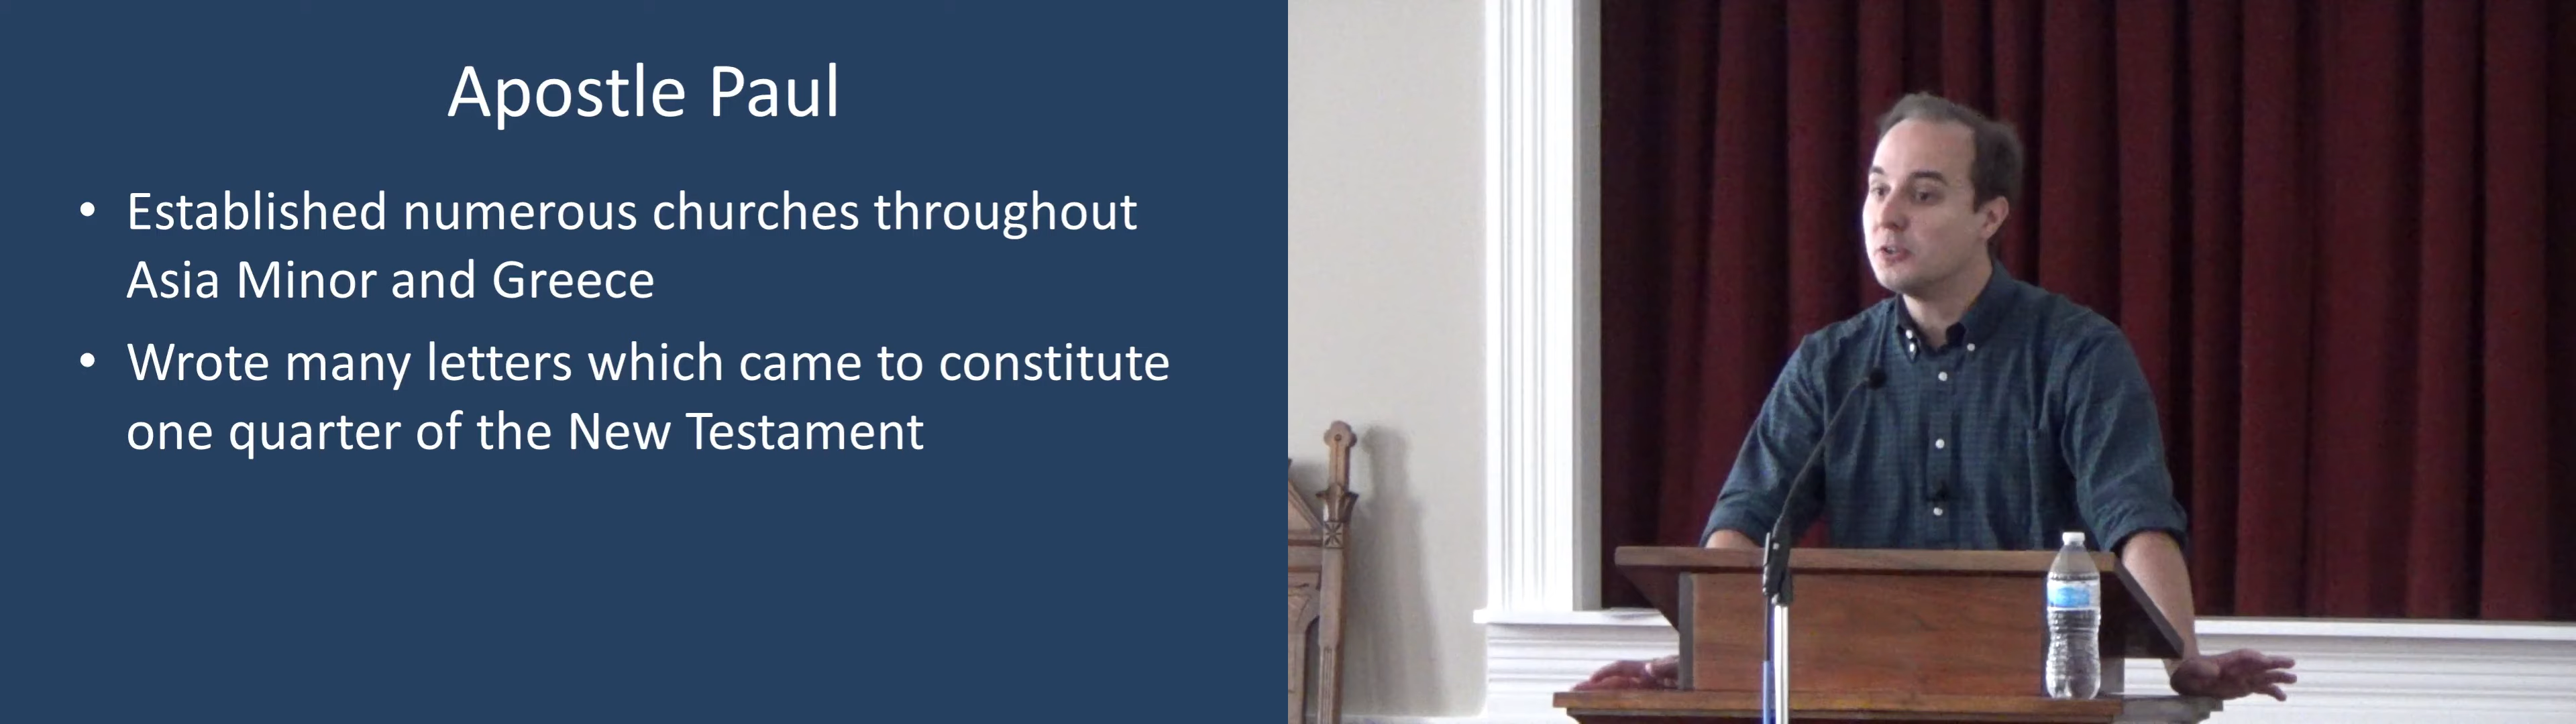 Apostle Paul
• Established numerous churches throughout
Asia Minor and Greece
• Wrote many letters which came to constitute
one quarter of the New Testament